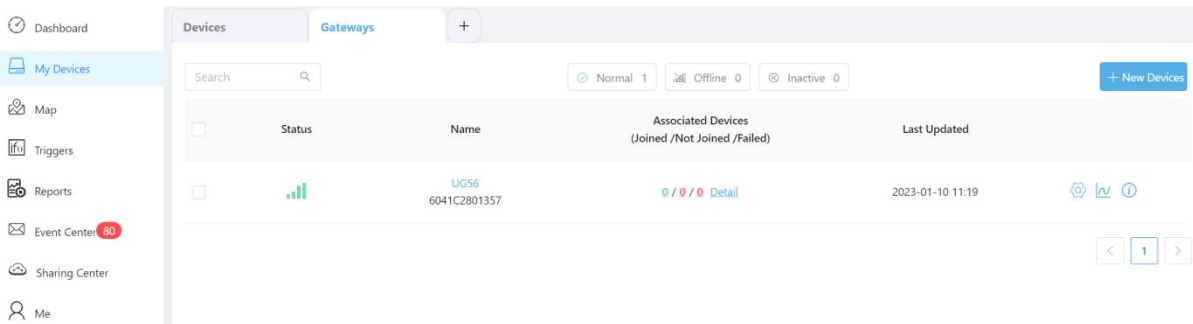 Dashboard
My Devices
Map
Triggers
Reports
Event Center 80
Sharing Center
Me
Devices Gateways +
Search
Normal 1 Offline 0 Inactive 0
+ New Devices
Status Name Associated Devices
(Joined /Not Joined /Failed) Last Updated
UG56
6041C2801357
0 / 0 / 0 Detail
2023-01-10 11:19
< 1 >